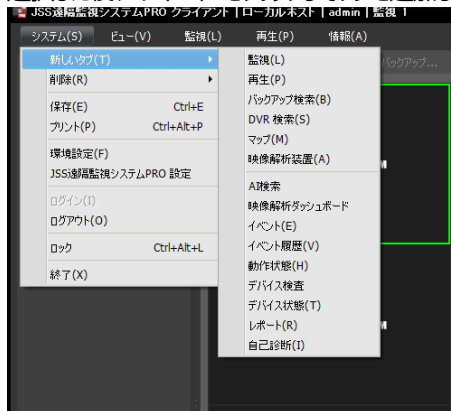 JSS遠隔監視システムPRO クライアント | ローカルホスト | admin | 監視 1
システム(S) ビュー(V) 監視(L) 再生(P) 情報(A)
新しいタブ(T)
削除(R)
保存(E) Ctrl+E
プリント(P) Ctrl+Alt+P
環境設定(F)
JSS遠隔監視システムPRO 設定
ログイン(I)
ログアウト(O)
ロック Ctrl+Alt+L
終了(X)
監視(L)
再生(P)
バックアップ検索(B)
DVR 検索(S)
マップ(M)
映像解析装置(A)
AI検索
映像解析ダッシュボード
イベント(E)
イベント履歴(V)
動作状態(H)
デバイス検査
デバイス状態(T)
レポート(R)
自己診断(I)
バックアップ...
M
M